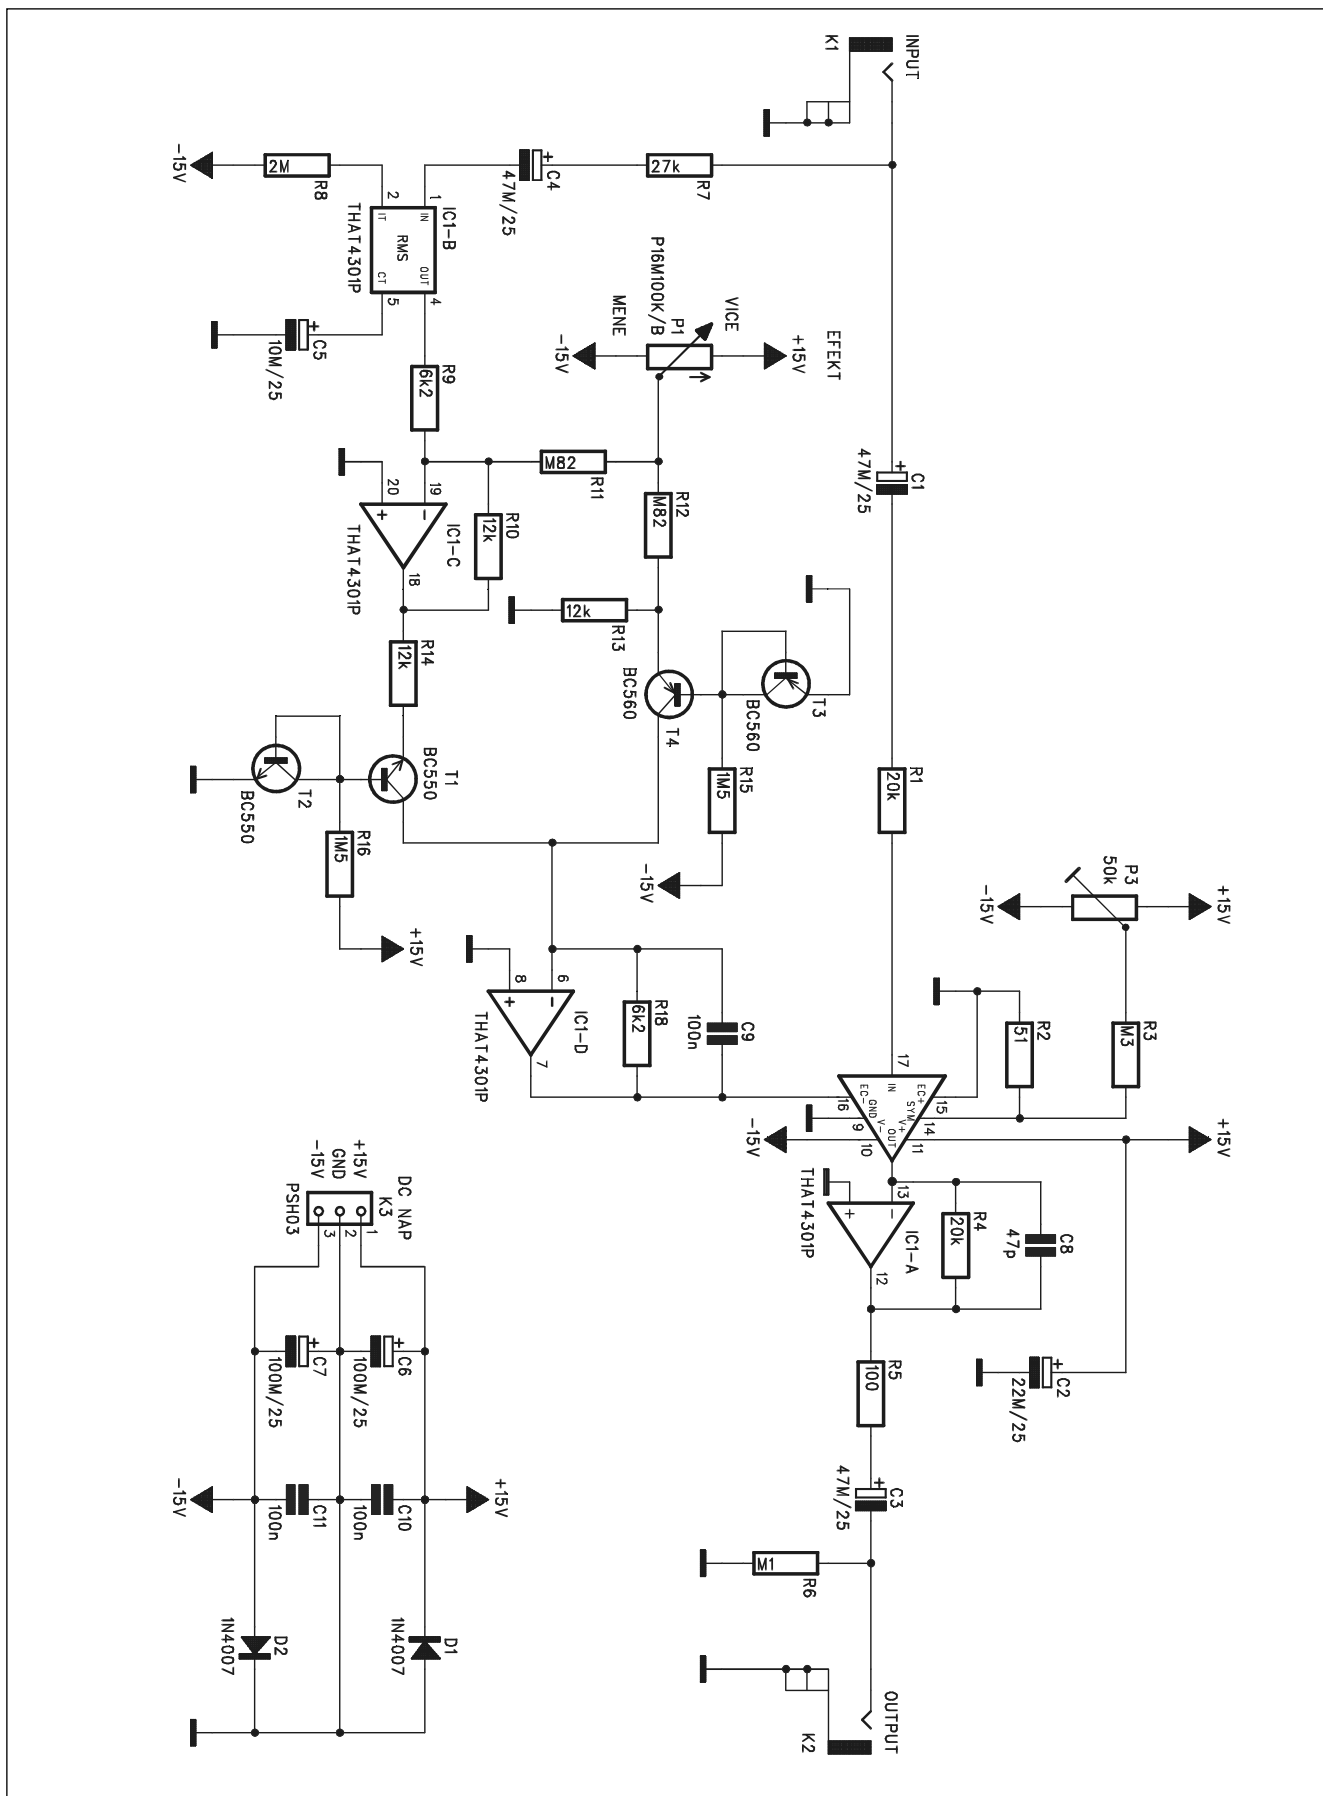 INPUT
K1
R7
27k
C4
47M/25
IC1-B
THAT4301P
RMS
IN
OUT
IT
CT
1
2
4
5
R8
2M
-15V
C5
10M/25
R9
6k2
EFEKT
+15V
VICE
P1
P16M100K/B
MENE
-15V
R11
M82
R12
M82
R10
12k
IC1-C
THAT4301P
19
20
18
-
+
R13
12k
R14
12k
T3
BC560
T4
BC560
R15
1M5
-15V
T1
BC550
T2
BC550
R16
1M5
+15V
C1
47M/25
+
R1
20k
+15V
P3
50k
-15V
R3
M3
R2
51
IC1-D
THAT4301P
6
8
7
-
+
R18
6k2
C9
100n
17
IN
EC+
SYM
V+
OUT
V-
GND
EC-
16
9
10
15
14
11
-15V
+15V
13
12
-
+
IC1-A
THAT4301P
R4
20k
C8
47p
C2
22M/25
+
R5
100
C3
47M/25
+
R6
M1
OUTPUT
K2
DC NAP
K3
+15V
GND
-15V
PSH03
1
2
3
C6
100M/25
+
C7
100M/25
+
+15V
C10
100n
C11
100n
-15V
D1
1N4007
D2
1N4007